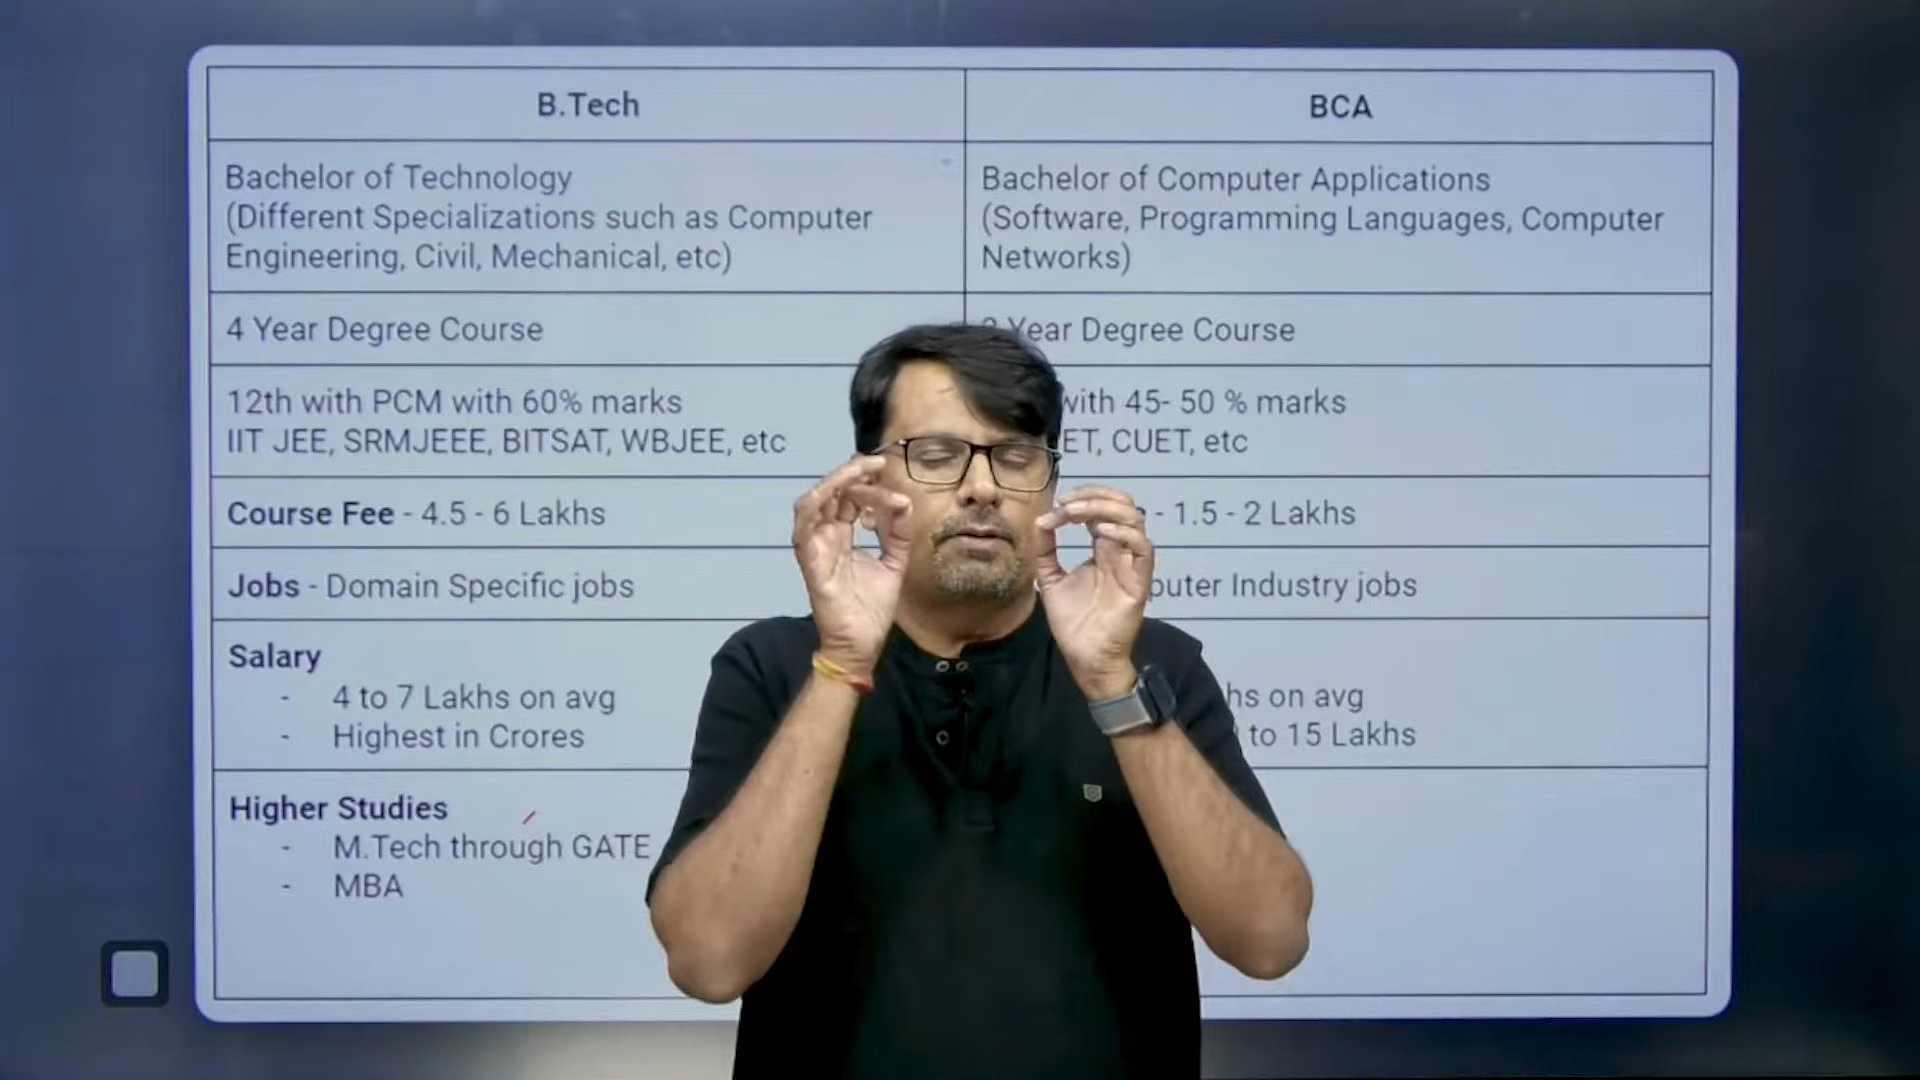 B.Tech
BCA
Bachelor of Technology
(Different Specializations such as Computer
Engineering, Civil, Mechanical, etc)
Bachelor of Computer Applications
(Software, Programming Languages, Computer
Networks)
4 Year Degree Course
Year Degree Course
12th with PCM with 60% marks
IIT JEE, SRMJEEE, BITSAT, WBJEE, etc
with 45- 50 % marks
CUET, etc
Course Fee - 4.5 - 6 Lakhs
- 1.5 - 2 Lakhs
Jobs - Domain Specific jobs
Industry jobs
Salary
- 4 to 7 Lakhs on avg
- Highest in Crores
on avg
to 15 Lakhs
Higher Studies
- M.Tech through GATE
- MBA